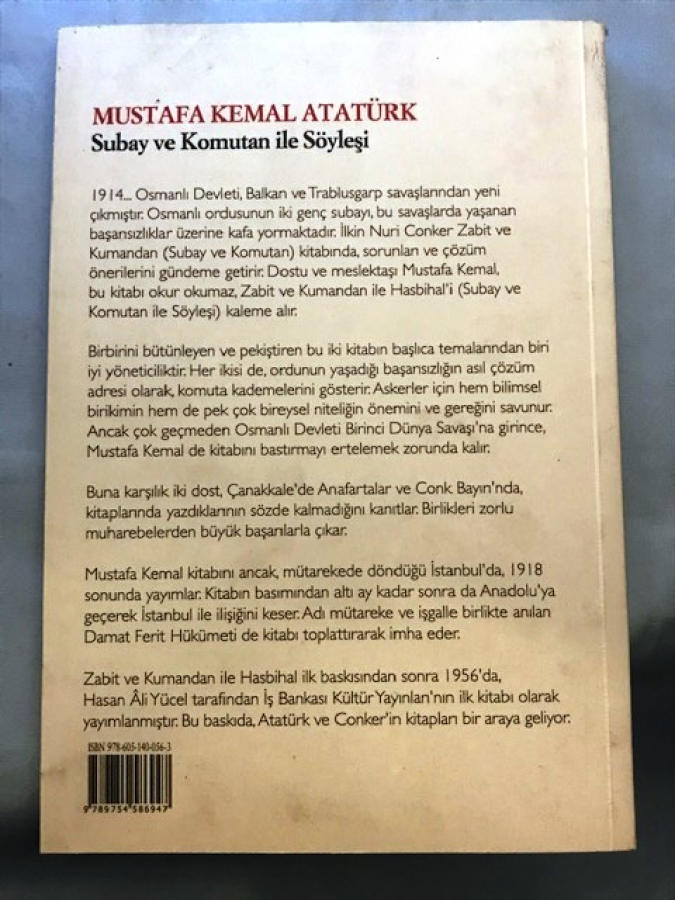 MUSTAFA KEMAL ATATÜRK
Subay ve Komutan ile Söyleşi
1914... Osmanlı Devleti, Balkan ve Trablusgarp savaşlarından yeni
çıkmıştır. Osmanlı ordusunun iki genç subayı, bu savaşlarda yaşanan
başarısızlıklar üzerine kafa yormaktadır. İlkin Nuri Conker Zabit ve
Kumandan (Subay ve Komutan) kitabında, sorunları ve çözüm
önerilerini gündeme getirir. Dostu ve meslektaşı Mustafa Kemal,
bu kitabı okur okumaz, Zabit ve Kumandan ile Hasbihal'i (Subay ve
Komutan ile Söyleşi) kaleme alır.
Birbirini bütünleyen ve pekiştiren bu iki kitabın başlıca temalarından biri
iyi yöneticiliktir. Her ikisi de, ordunun yaşadığı başarısızlığın asıl çözüm
adresi olarak, komuta kademelerini gösterir. Askerler için hem bilimsel
birikimin hem de pek çok bireysel niteliğin önemini ve gereğini savunur.
Ancak çok geçmeden Osmanlı Devleti Birinci Dünya Savaşı'na girince,
Mustafa Kemal de kitabını bastırmayı ertelemek zorunda kalır.
Buna karşılık iki dost, Çanakkale'de Anafartalar ve Conk Bayırı'nda,
kitaplarında yazdıklarının sözde kalmadığını kanıtlar. Birlikleri zorlu
muharebelerden büyük başarılarla çıkar.
Mustafa Kemal kitabını ancak, mütarekede döndüğü İstanbul'da, 1918
sonunda yayımlar. Kitabın basımından altı ay kadar sonra da Anadolu'ya
geçerek İstanbul ile ilişiğini keser. Adı mütareke ve işgalle birlikte anılan
Damat Ferit Hükümeti de kitabı toplattırarak imha eder.
Zabit ve Kumandan ile Hasbihal ilk baskısından sonra 1956'da,
Hasan Âli Yücel tarafından İş Bankası Kültür Yayınları'nın ilk kitabı olarak
yayımlanmıştır. Bu baskıda, Atatürk ve Conker'in kitapları bir araya geliyor.
ISBN 978-605-140-056-3
9 789754 586947